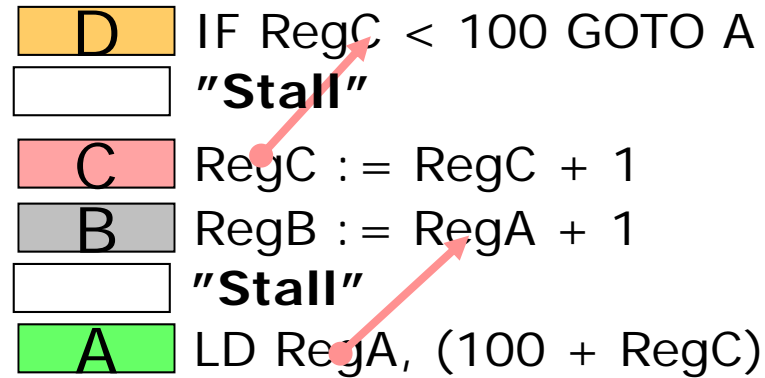 D IF RegC < 100 GOTO A
"Stall"
C RegC := RegC + 1
B RegB := RegA + 1
"Stall"
A LD RegA, (100 + RegC)